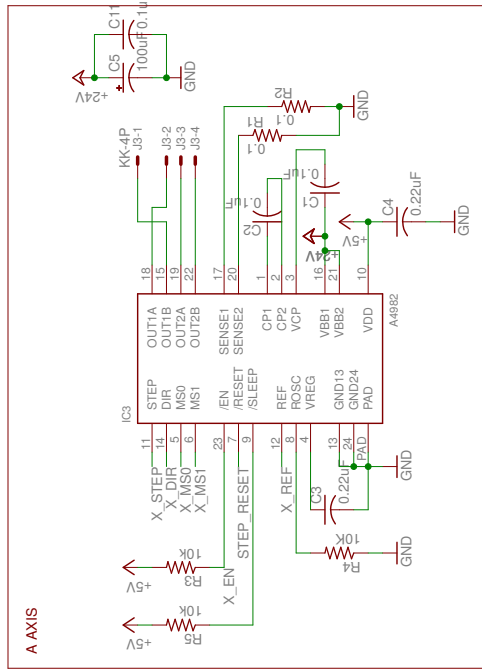 A AXIS
+5V
+5V
10k
R5
10k
R3
X_EN
STEP_RESET
X_STEP
X_DIR
X_MS0
X_MS1
X_REF
C3
0.22uF
R4
10K
GND
GND
11
14
5
6
23
7
9
12
8
4
13
24
PAD
IC3
STEP
DIR
MS0
MS1
/EN
/RESET
/SLEEP
REF
ROSC
VREG
GND13
GND24
PAD
OUT1A
OUT1B
OUT2A
OUT2B
SENSE1
SENSE2
CP1
CP2
VCP
VBB1
VBB2
VDD
A4982
18
15
19
22
17
20
1
2
3
16
21
10
KK-4P
J3-1
J3-2
J3-3
J3-4
C2
0.1uF
C1
0.1uF
+24V
+5V
C4
0.22uF
GND
R1
0.1
R2
0.1
GND
+24V
C5
100uF
C11
0.1u
GND